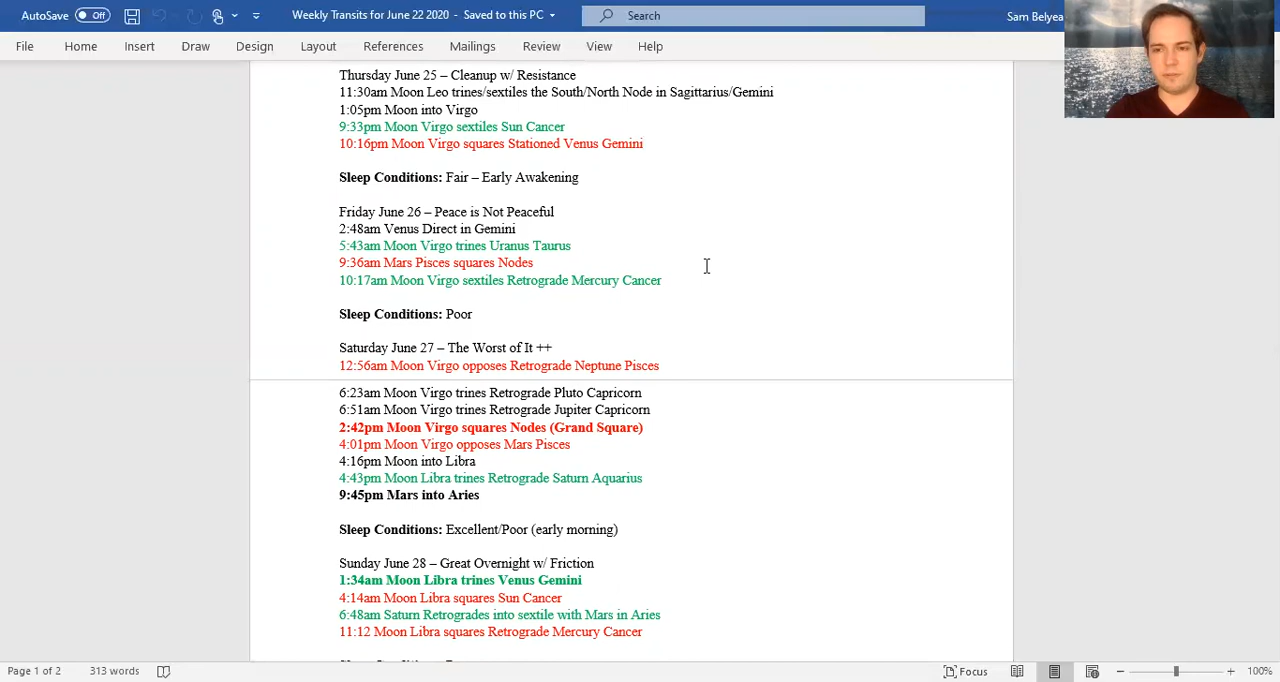 AutoSave Off Weekly Transits for June 22 2020 - Saved to this PC Search Sam Belyea
File Home Insert Draw Design Layout References Mailings Review View Help
Thursday June 25 – Cleanup w/ Resistance
11:30am Moon Leo trines/sextiles the South/North Node in Sagittarius/Gemini
1:05pm Moon into Virgo
9:33pm Moon Virgo sextiles Sun Cancer
10:16pm Moon Virgo squares Stationed Venus Gemini
Sleep Conditions: Fair – Early Awakening
Friday June 26 – Peace is Not Peaceful
2:48am Venus Direct in Gemini
5:43am Moon Virgo trines Uranus Taurus
9:36am Mars Pisces squares Nodes
10:17am Moon Virgo sextiles Retrograde Mercury Cancer
Sleep Conditions: Poor
Saturday June 27 – The Worst of It ++
12:56am Moon Virgo opposes Retrograde Neptune Pisces
6:23am Moon Virgo trines Retrograde Pluto Capricorn
6:51am Moon Virgo trines Retrograde Jupiter Capricorn
2:42pm Moon Virgo squares Nodes (Grand Square)
4:01pm Moon Virgo opposes Mars Pisces
4:16pm Moon into Libra
4:43pm Moon Libra trines Retrograde Saturn Aquarius
9:45pm Mars into Aries
Sleep Conditions: Excellent/Poor (early morning)
Sunday June 28 – Great Overnight w/ Friction
1:34am Moon Libra trines Venus Gemini
4:14am Moon Libra squares Sun Cancer
6:48am Saturn Retrogrades into sextile with Mars in Aries
11:12 Moon Libra squares Retrograde Mercury Cancer
Page 1 of 2 313 words Focus 100%